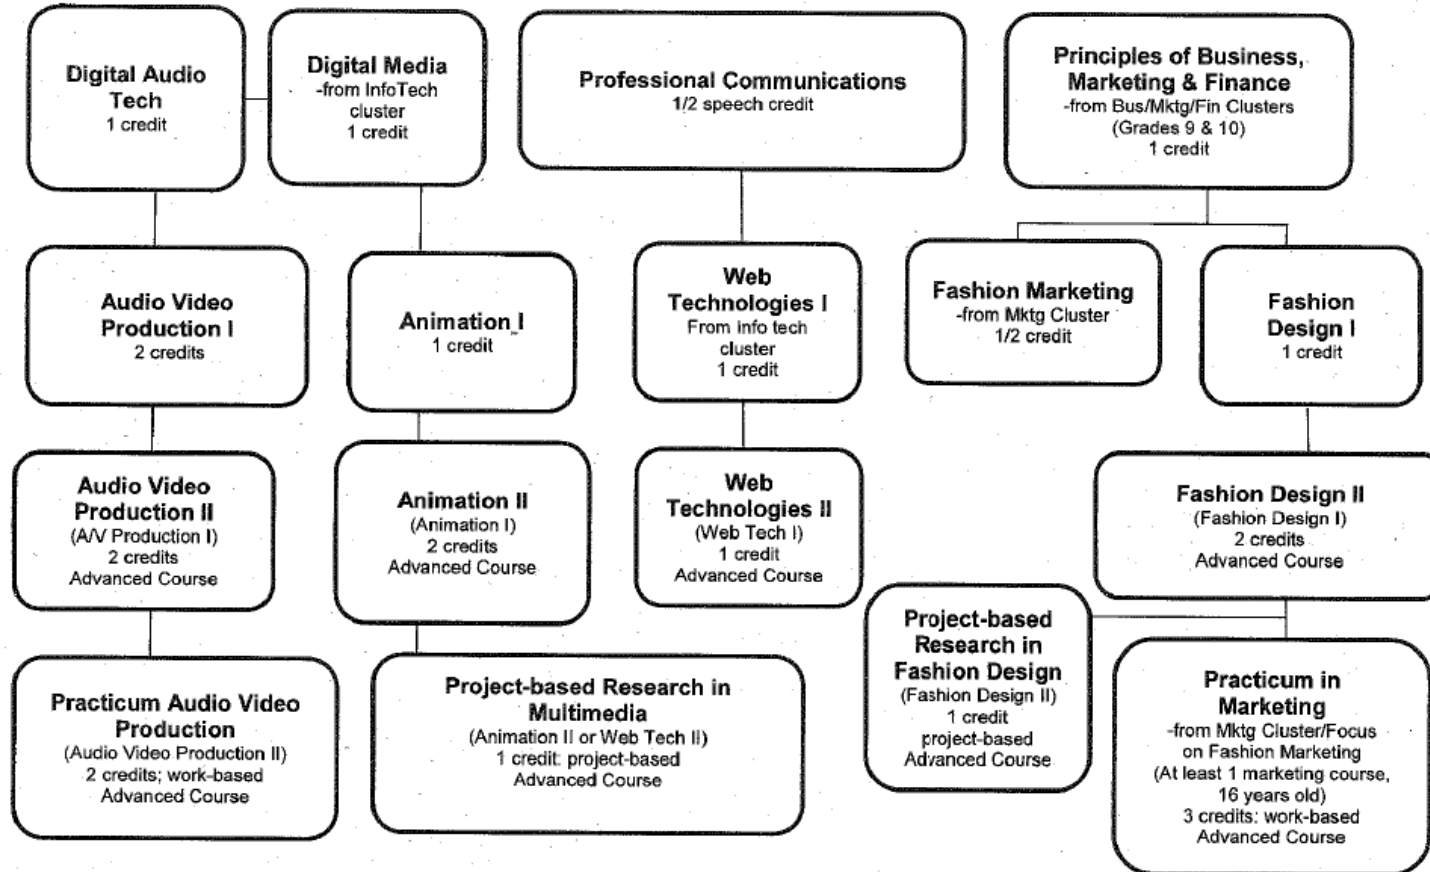 Digital Audio
Tech
1 credit
Digital Media
-from InfoTech
cluster
1 credit
Professional Communications
1/2 speech credit
Principles of Business,
Marketing & Finance
-from Bus/Mktg/Fin Clusters
(Grades 9 & 10)
1 credit
Audio Video
Production I
2 credits
Animation I
1 credit
Web
Technologies I
From info tech
cluster
1 credit
Fashion Marketing
-from Mktg Cluster
1/2 credit
Fashion
Design I
1 credit
Audio Video
Production II
(A/V Production I)
2 credits
Advanced Course
Animation II
(Animation I)
2 credits
Advanced Course
Web
Technologies II
(Web Tech I)
1 credit
Advanced Course
Fashion Design II
(Fashion Design I)
2 credits
Advanced Course
Practicum Audio Video
Production
(Audio Video Production II)
2 credits; work-based
Advanced Course
Project-based Research in
Multimedia
(Animation II or Web Tech II)
1 credit: project-based
Advanced Course
Project-based
Research in
Fashion Design
(Fashion Design II)
1 credit
project-based
Advanced Course
Practicum in
Marketing
-from Mktg Cluster/Focus
on Fashion Marketing
(At least 1 marketing course,
16 years old)
3 credits: work-based
Advanced Course